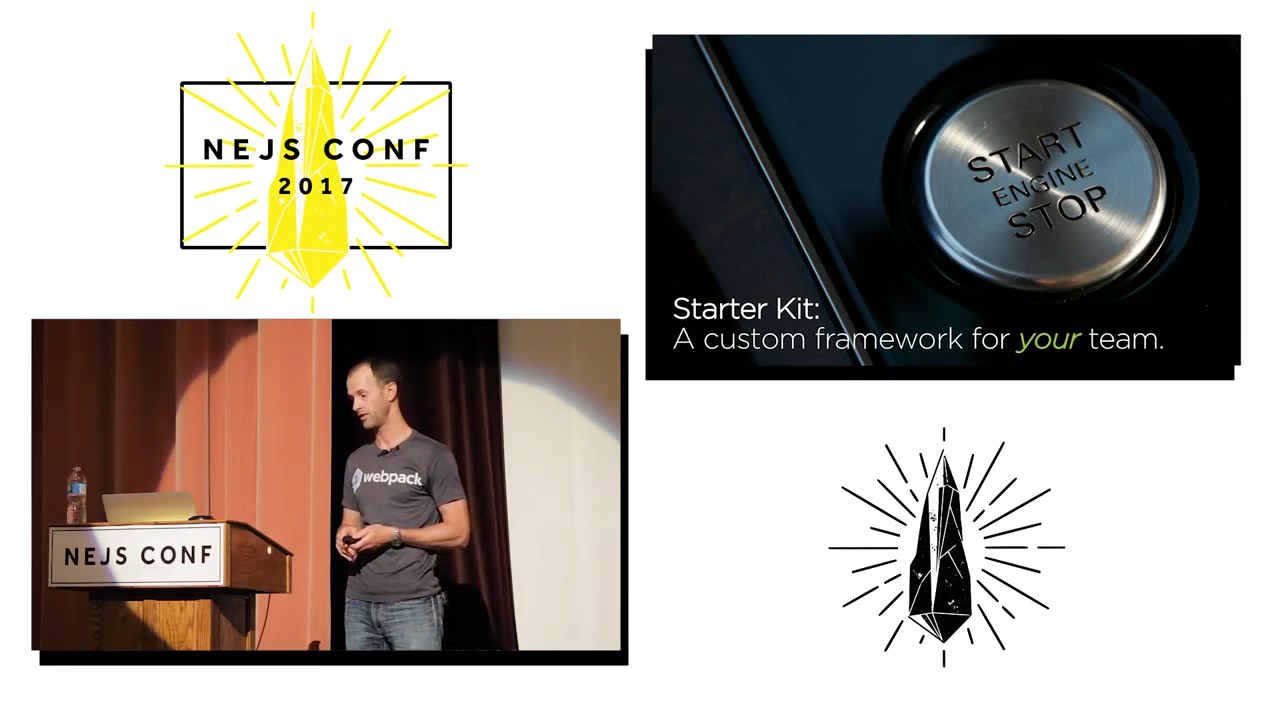 NEJS CONF
2017
START
ENGINE
STOP
Starter Kit:
A custom framework for your team.
webpack
NEJS CONF